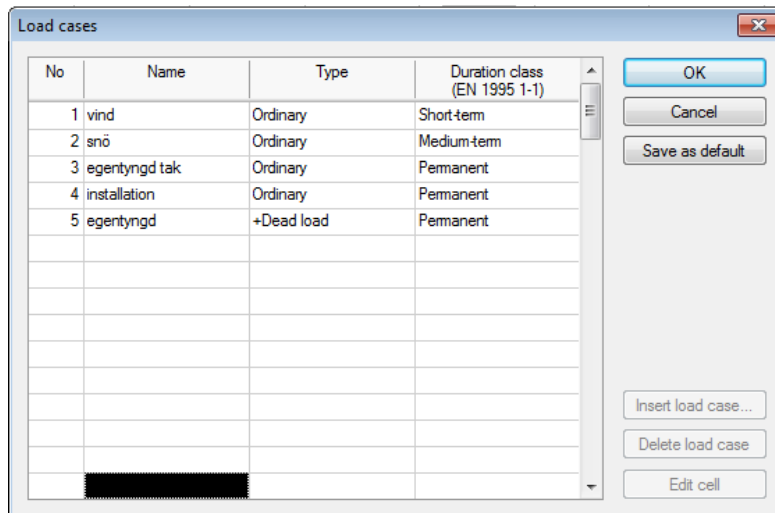 Load cases
No Name Type Duration class
(EN 1995 1-1)
1 vind Ordinary Short-term
2 snö Ordinary Medium-term
3 egentyngd tak Ordinary Permanent
4 installation Ordinary Permanent
5 egentyngd +Dead load Permanent
OK
Cancel
Save as default
Insert load case...
Delete load case
Edit cell